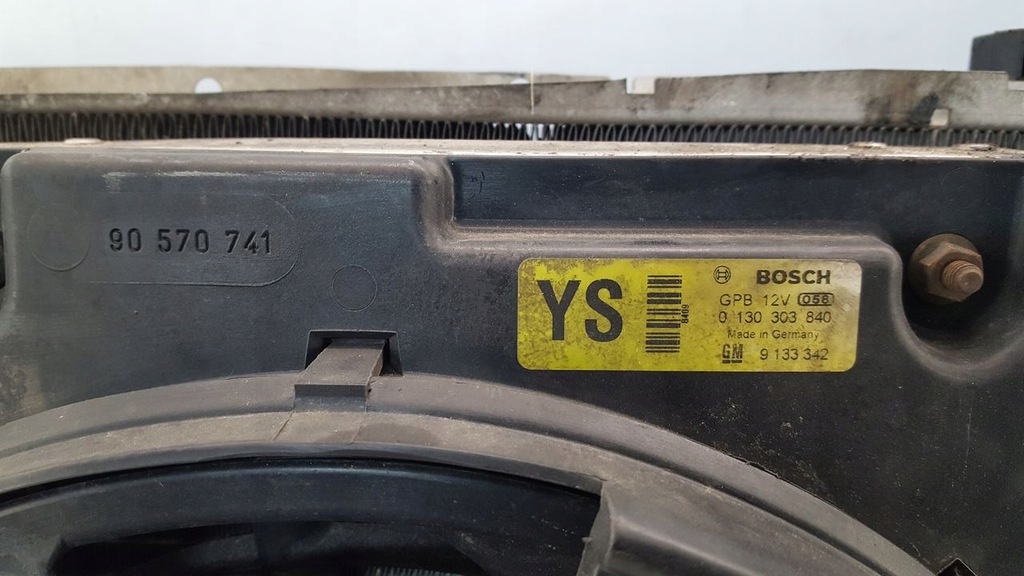 90 570 741
YS
8409
BOSCH
GPB 12V 058
0 130 303 840
Made in Germany
GM 9 133 342